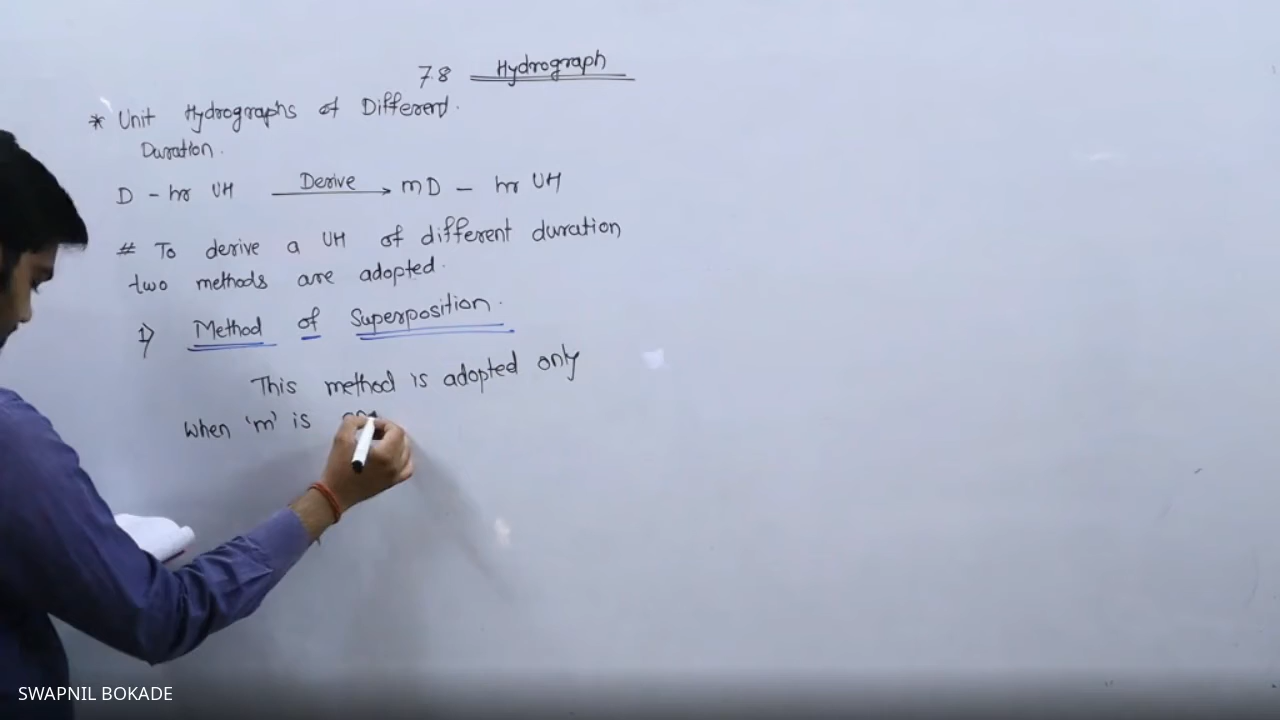 7.8 Hydrograph
* Unit Hydrographs of Different.
Duration.
D - hr UH Derive mD - hr UH
# To derive a UH of different duration
two methods are adopted.
1) Method of Superposition.
This method is adopted only
when 'm' is
SWAPNIL BOKADE